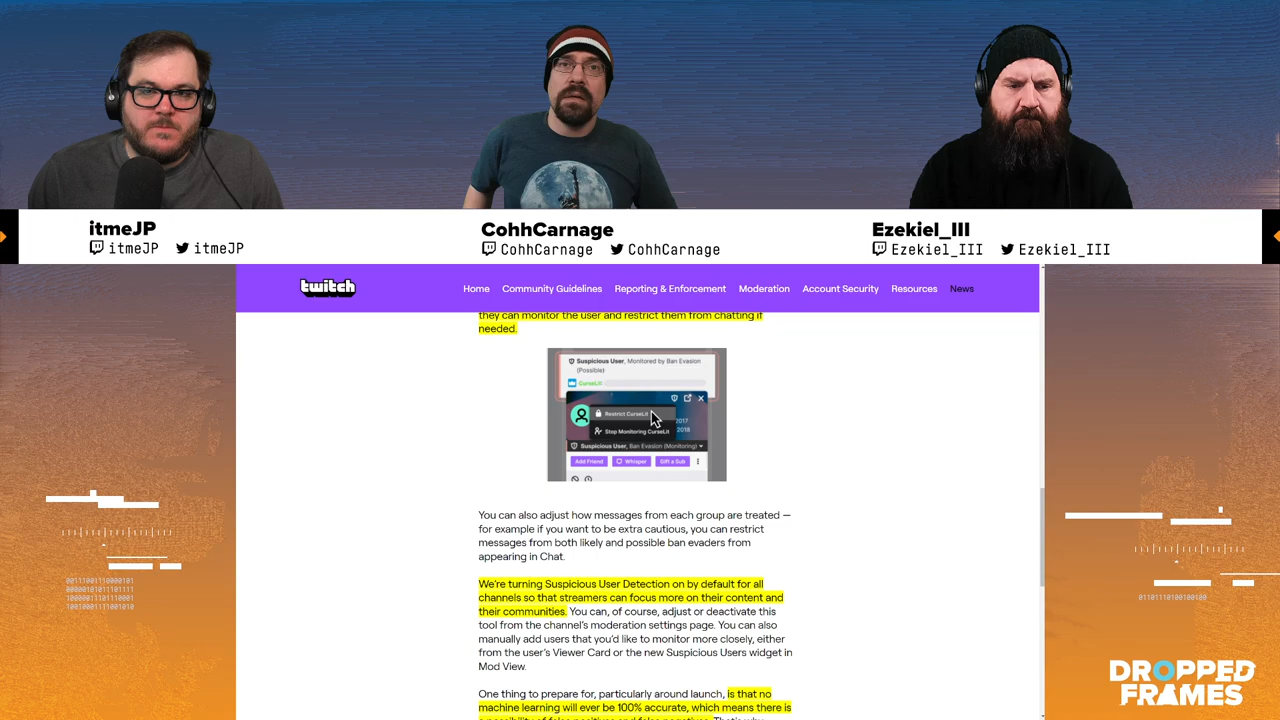 itmeJP
itmeJP itmeJP
CohhCarnage
CohhCarnage CohhCarnage
Ezekiel_III
Ezekiel_III Ezekiel_III
twitch
Home Community Guidelines Reporting & Enforcement Moderation Account Security Resources News
they can monitor the user and restrict them from chatting if
needed.
Suspicious User, Monitored by Ban Evasion
(Possible)
CurseLit
Restrict CurseLit
2017
Stop Monitoring CurseLit
2018
Suspicious User, Ban Evasion (Monitoring)
Add Friend Whisper Gift a Sub
You can also adjust how messages from each group are treated —
for example if you want to be extra cautious, you can restrict
messages from both likely and possible ban evaders from
appearing in Chat.
We're turning Suspicious User Detection on by default for all
channels so that streamers can focus more on their content and
their communities. You can, of course, adjust or deactivate this
tool from the channel's moderation settings page. You can also
manually add users that you'd like to monitor more closely, either
from the user's Viewer Card or the new Suspicious Users widget in
Mod View.
One thing to prepare for, particularly around launch, is that no
machine learning will ever be 100% accurate, which means there is
DROPPED
FRAMES